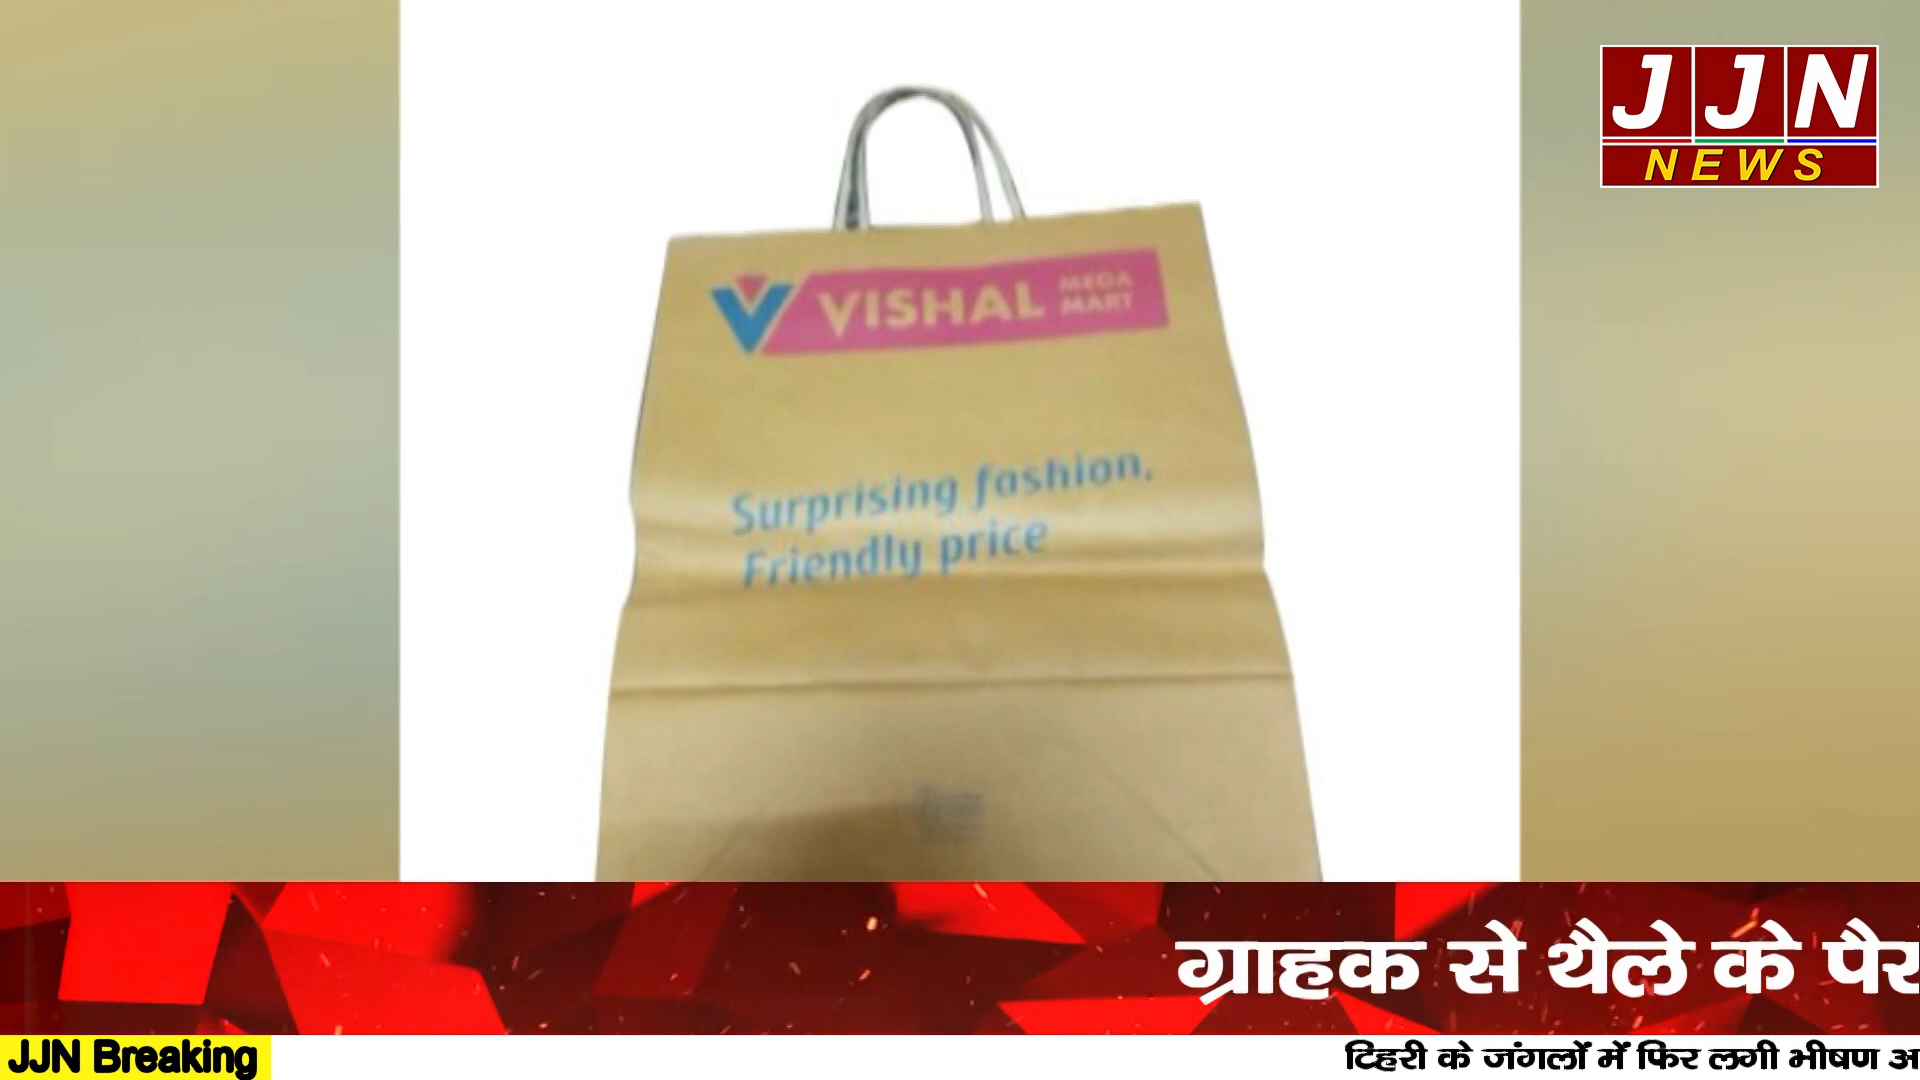 JJN
NEWS
VISHAL MEGA
MART
Surprising fashion.
Friendly price
ग्राहक से थैले के
JJN Breaking
टिहरी के जंगलों में फिर लगी भीषण